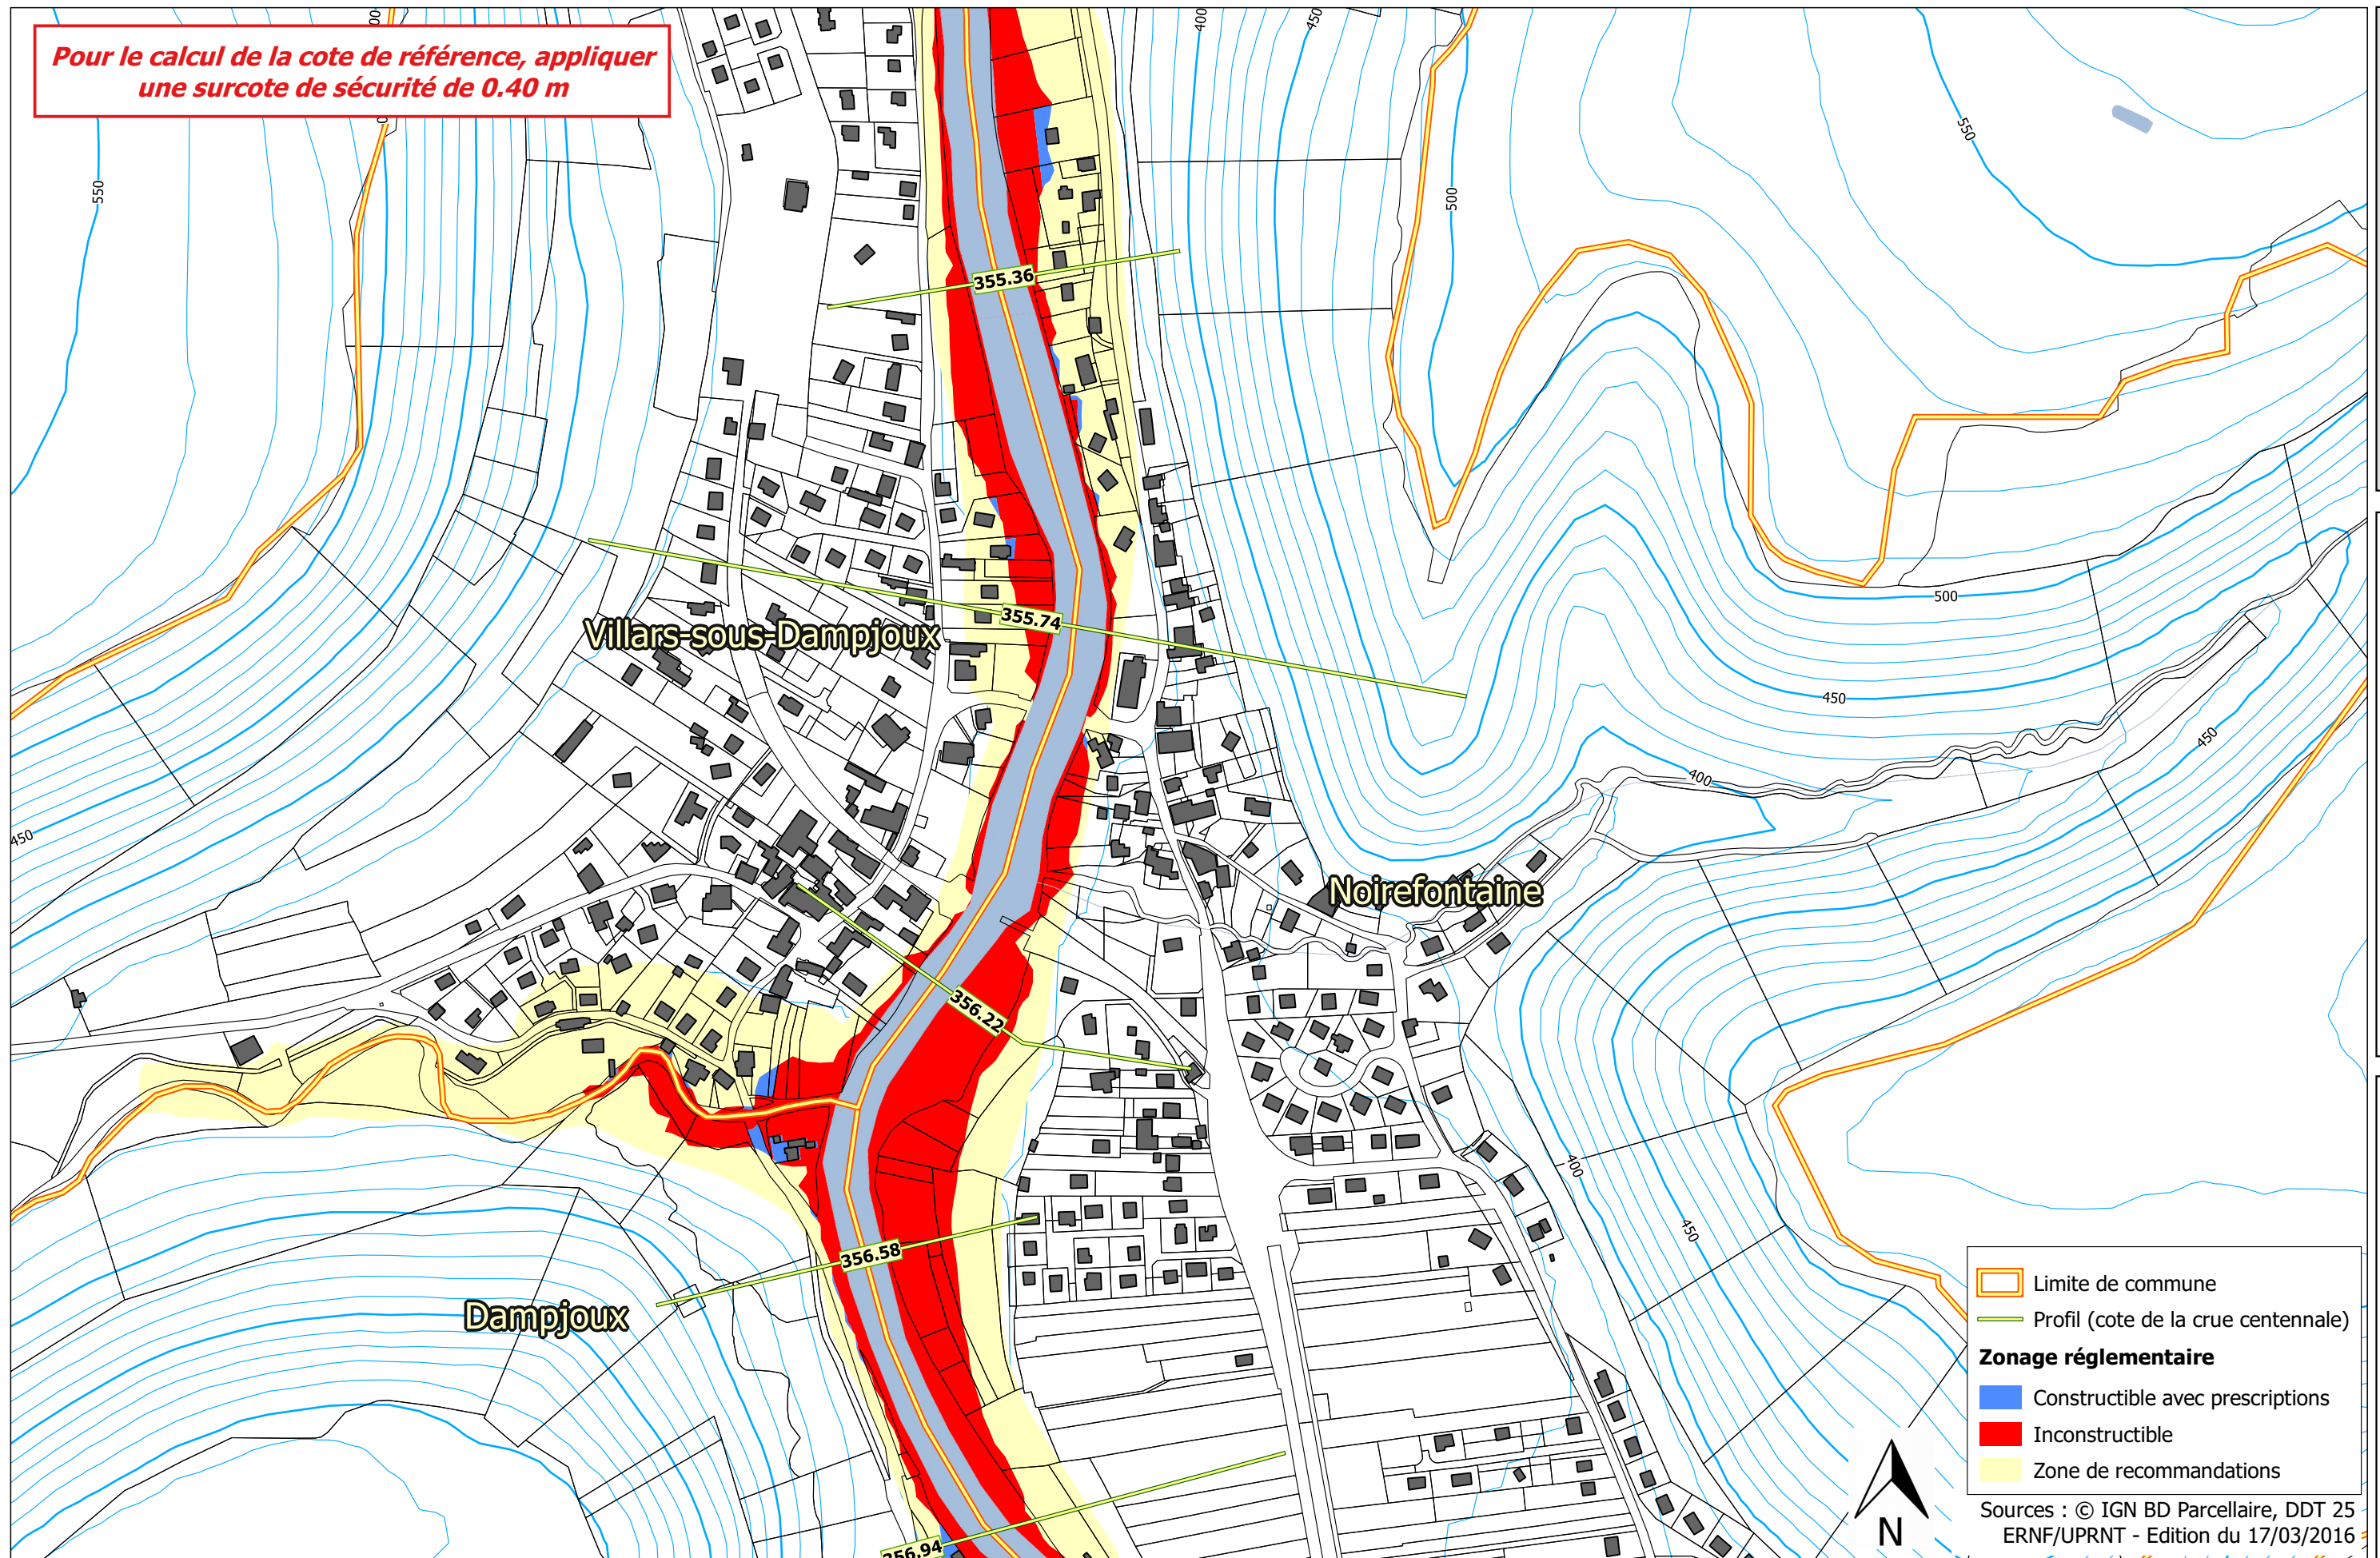 Pour le calcul de la cote de référence, appliquer
une surcote de sécurité de 0.40 m
400
450
550
550
500
355.36
500
355.74
Villars-sous-Dampjoux
450
450
400
450
Noirefontaine
356.22
400
450
356.58
Dampjoux
356.94
Limite de commune
Profil (cote de la crue centennale)
Zonage réglementaire
Constructible avec prescriptions
Inconstructible
Zone de recommandations
N
Sources : © IGN BD Parcellaire, DDT 25
ERNF/UPRNT - Edition du 17/03/2016